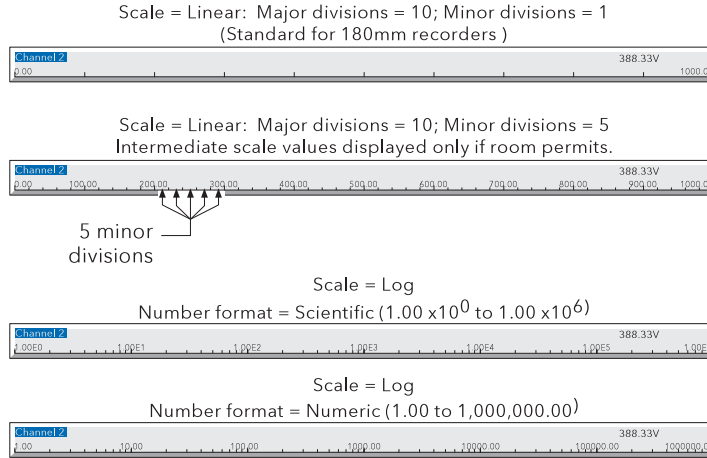 Scale = Linear: Major divisions = 10; Minor divisions = 1
(Standard for 180mm recorders )
Channel 2 388.33V
0.00 1000.0
Scale = Linear: Major divisions = 10; Minor divisions = 5
Intermediate scale values displayed only if room permits.
Channel 2 388.33V
0.00 100.00 200.00 300.00 400.00 500.00 600.00 700.00 800.00 900.00 1000.0
5 minor
divisions
Scale = Log
Number format = Scientific (1.00 x10⁰ to 1.00 x10⁶)
Channel 2 388.33V
1.00E0 1.00E1 1.00E2 1.00E3 1.00E4 1.00E5 1.00E
Scale = Log
Number format = Numeric (1.00 to 1,000,000.00)
Channel 2 388.33V
1.00 10.00 100.00 1000.00 10000.00 100000.00 1000000.0